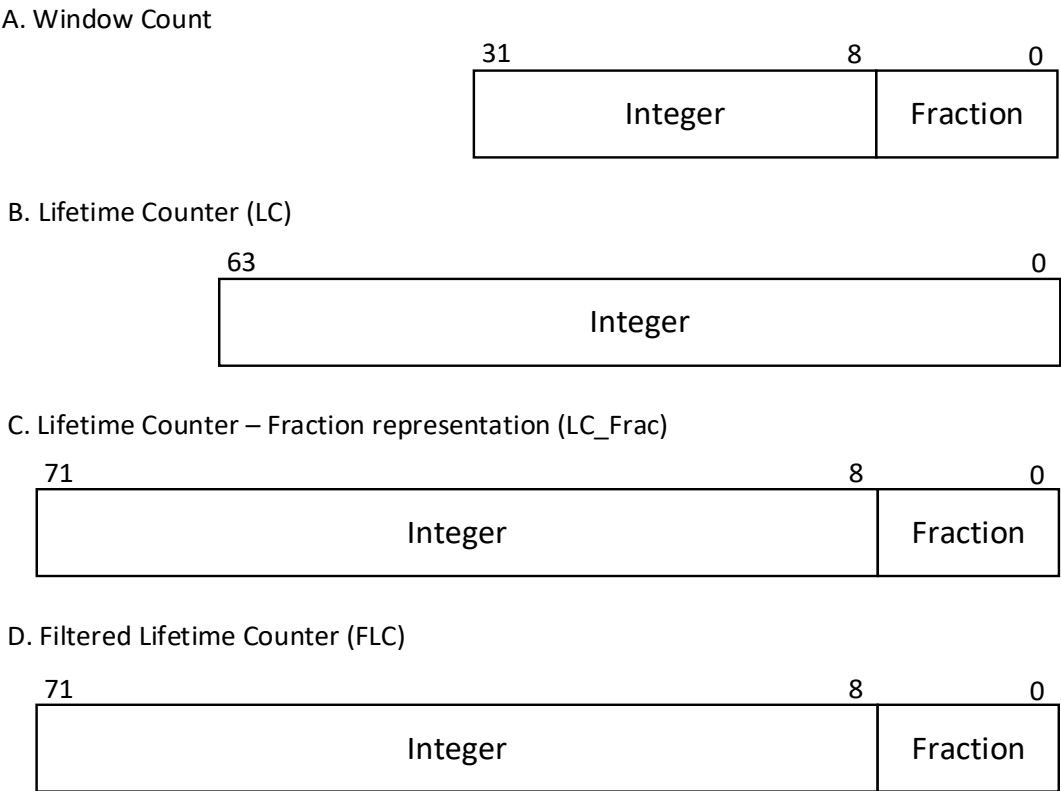 A. Window Count
31 8 0
Integer Fraction
B. Lifetime Counter (LC)
63 0
Integer
C. Lifetime Counter – Fraction representation (LC_Frac)
71 8 0
Integer Fraction
D. Filtered Lifetime Counter (FLC)
71 8 0
Integer Fraction